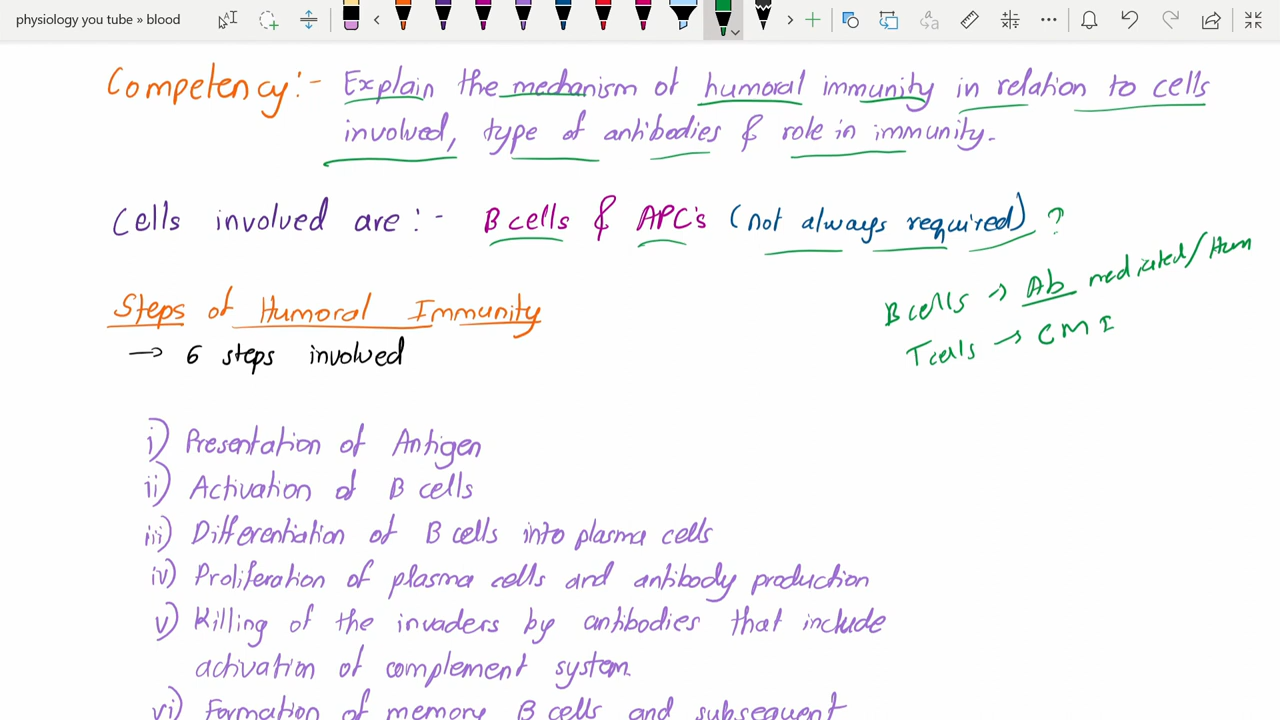 physiology you tube » blood
Competency:- Explain the mechanism of humoral immunity in relation to cells
involved, type of antibodies & role in immunity.
Cells involved are:- B cells & APC's (not always required)?
B cells → Ab mediated/Hum
T cells → CMI
Steps of Humoral Immunity
→ 6 steps involved
i) Presentation of Antigen
ii) Activation of B cells
iii) Differentiation of B cells into plasma cells
iv) Proliferation of plasma cells and antibody production
v) Killing of the invaders by antibodies that include
activation of complement system.
vi) Formation of memory B cells and subsequent